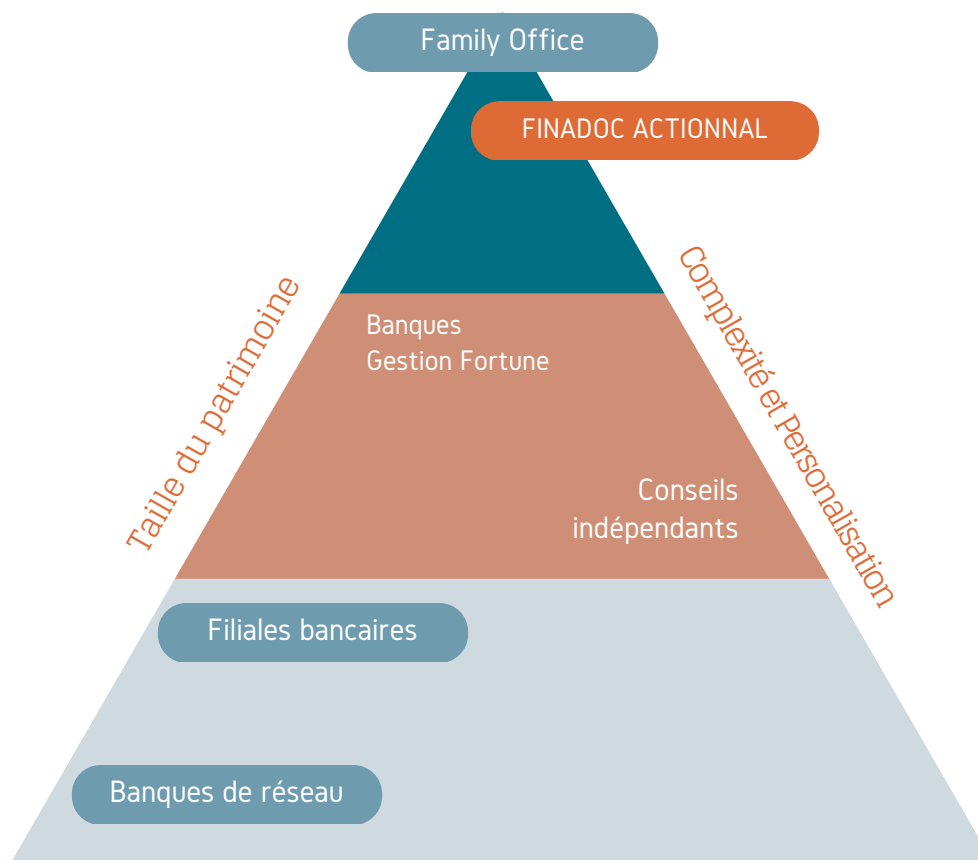 Family Office
FINADOC ACTIONNAL
Taille du patrimoine
Complexité et Personalisation
Banques
Gestion Fortune
Conseils
indépendants
Filiales bancaires
Banques de réseau